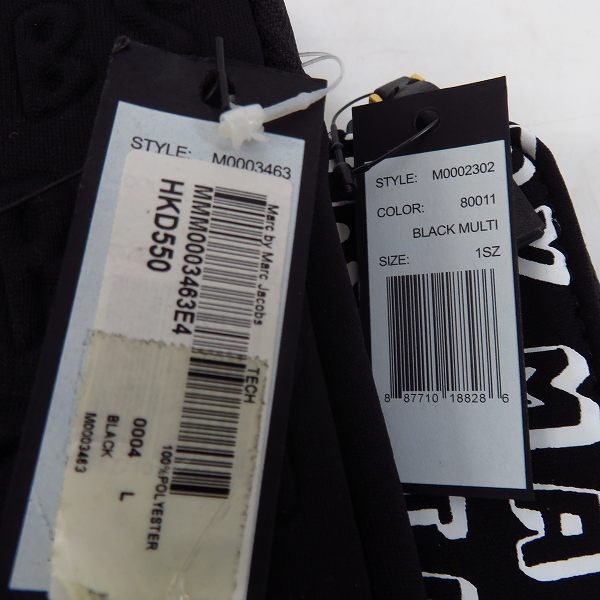 STYLE: M0003463
Marc by Marc Jacobs
MMM0003463E4
HKD550
TECH
100%POLYESTER
0004 L
BLACK
M0003463
STYLE: M0002302
COLOR: 80011
BLACK MULTI
SIZE: 1SZ
8 87710 18828 6
MA